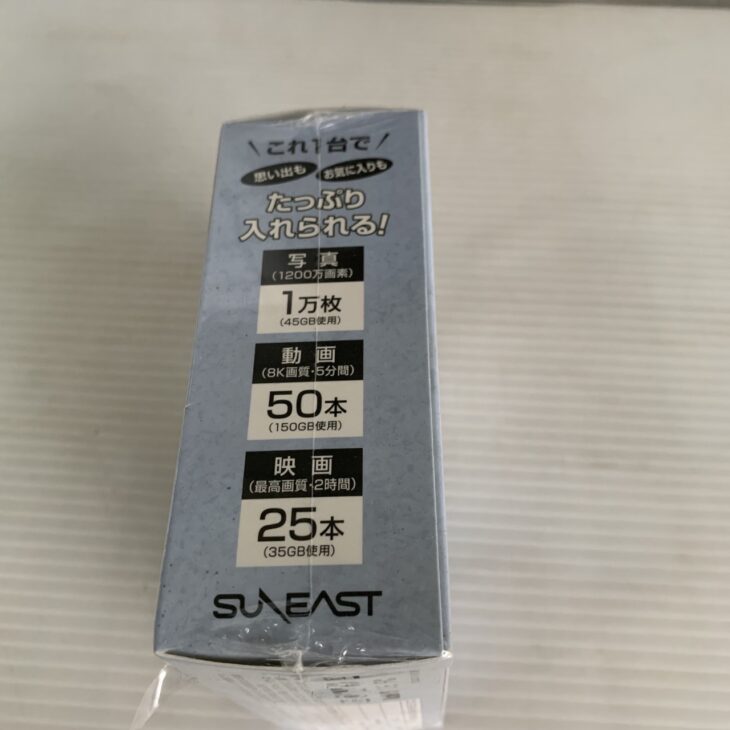 \ これ1台で /
思い出も お気に入りも
たっぷり
入れられる!
写真
(1200万画素)
1万枚
(45GB使用)
動画
(8K画質・5分間)
50本
(150GB使用)
映画
(最高画質・2時間)
25本
(35GB使用)
SUNEAST